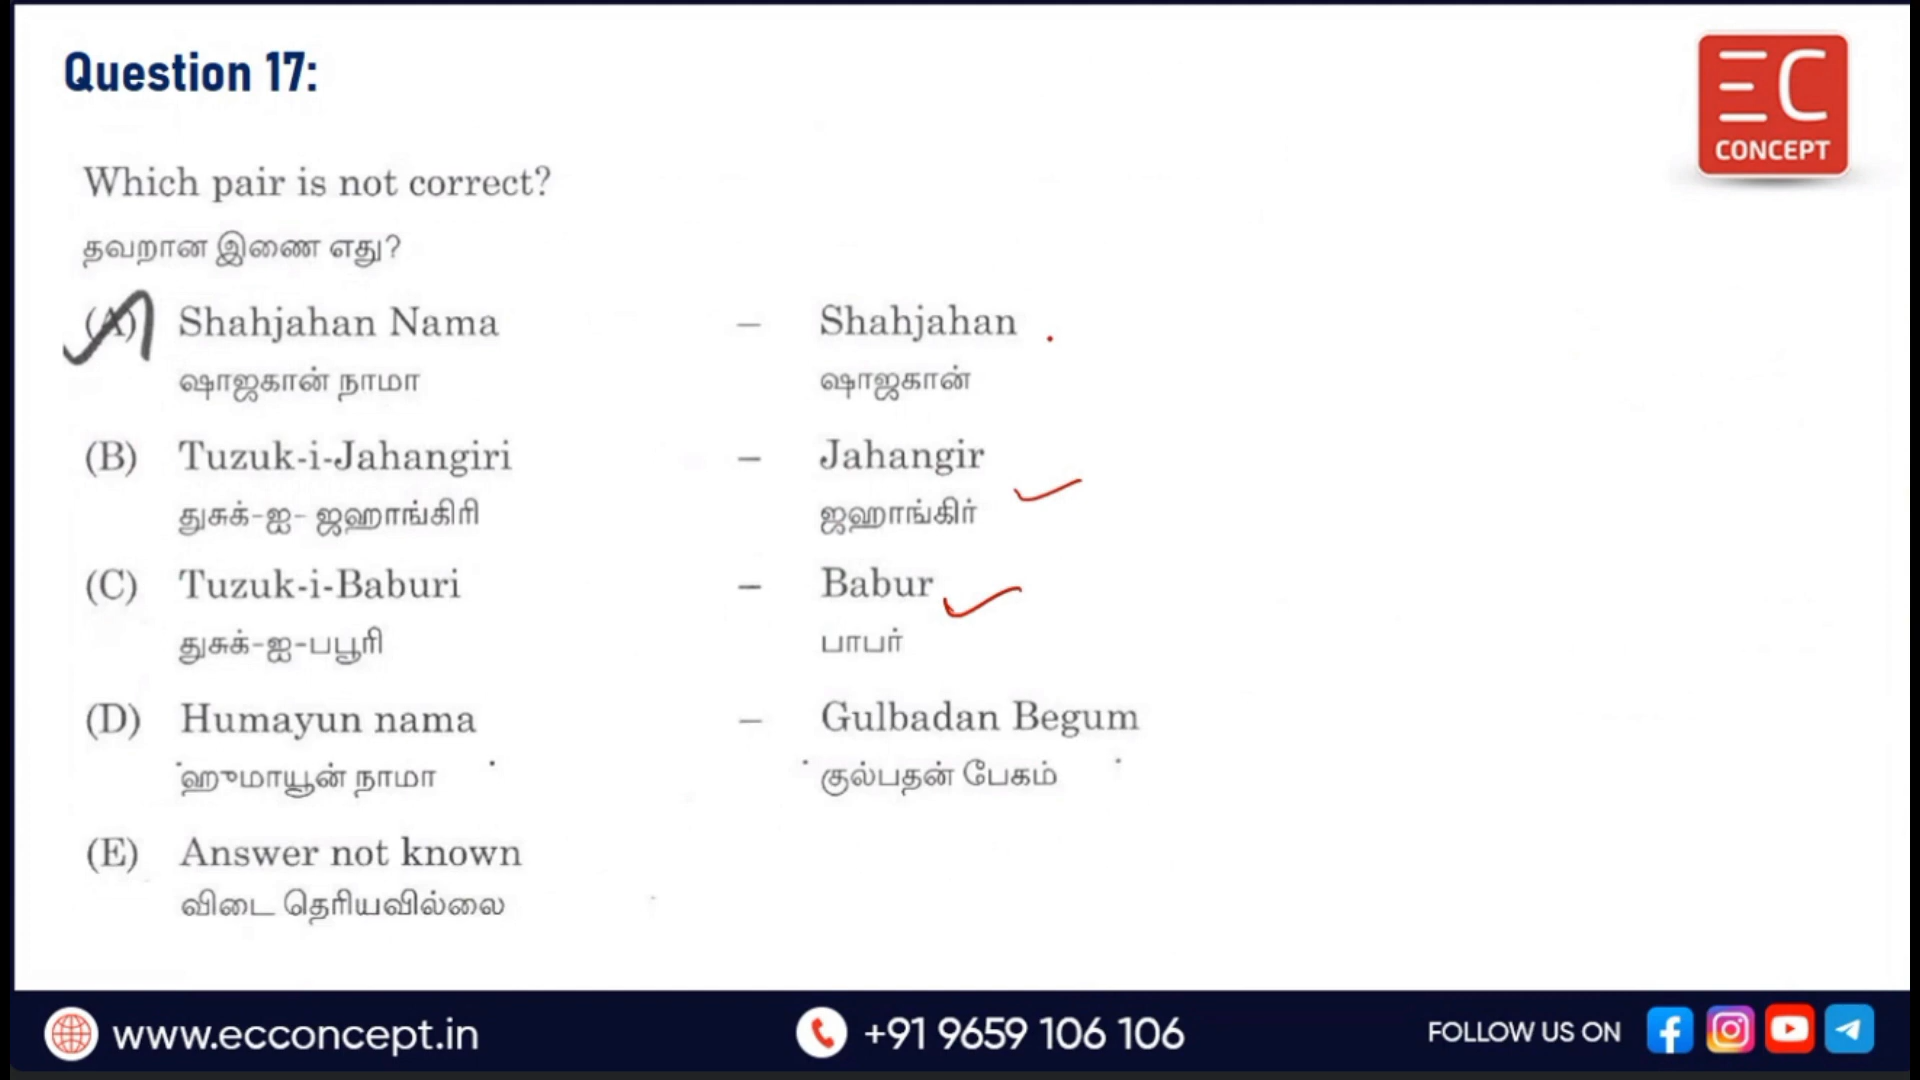 Question 17:
EC
CONCEPT
Which pair is not correct?
தவறான இணை எது?
(A) Shahjahan Nama – Shahjahan
ஷாஜகான் நாமா ஷாஜகான்
(B) Tuzuk-i-Jahangiri – Jahangir
துசுக்-ஐ- ஜஹாங்கிரி ஜஹாங்கிர்
(C) Tuzuk-i-Baburi – Babur
துசுக்-ஐ-பபூரி பாபர்
(D) Humayun nama – Gulbadan Begum
ஹுமாயூன் நாமா குல்பதன் பேகம்
(E) Answer not known
விடை தெரியவில்லை
www.ecconcept.in +91 9659 106 106 FOLLOW US ON